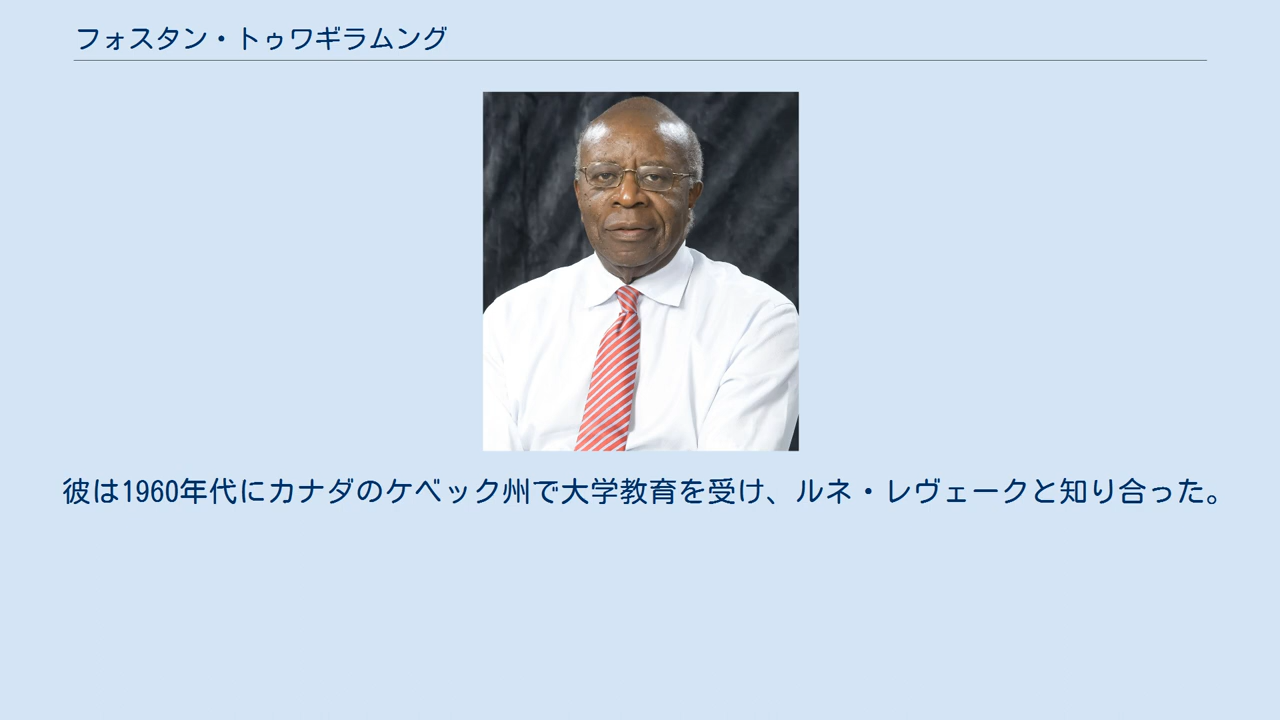 フォスタン・トゥワギラムング
彼は1960年代にカナダのケベック州で大学教育を受け、ルネ・レヴェークと知り合った。